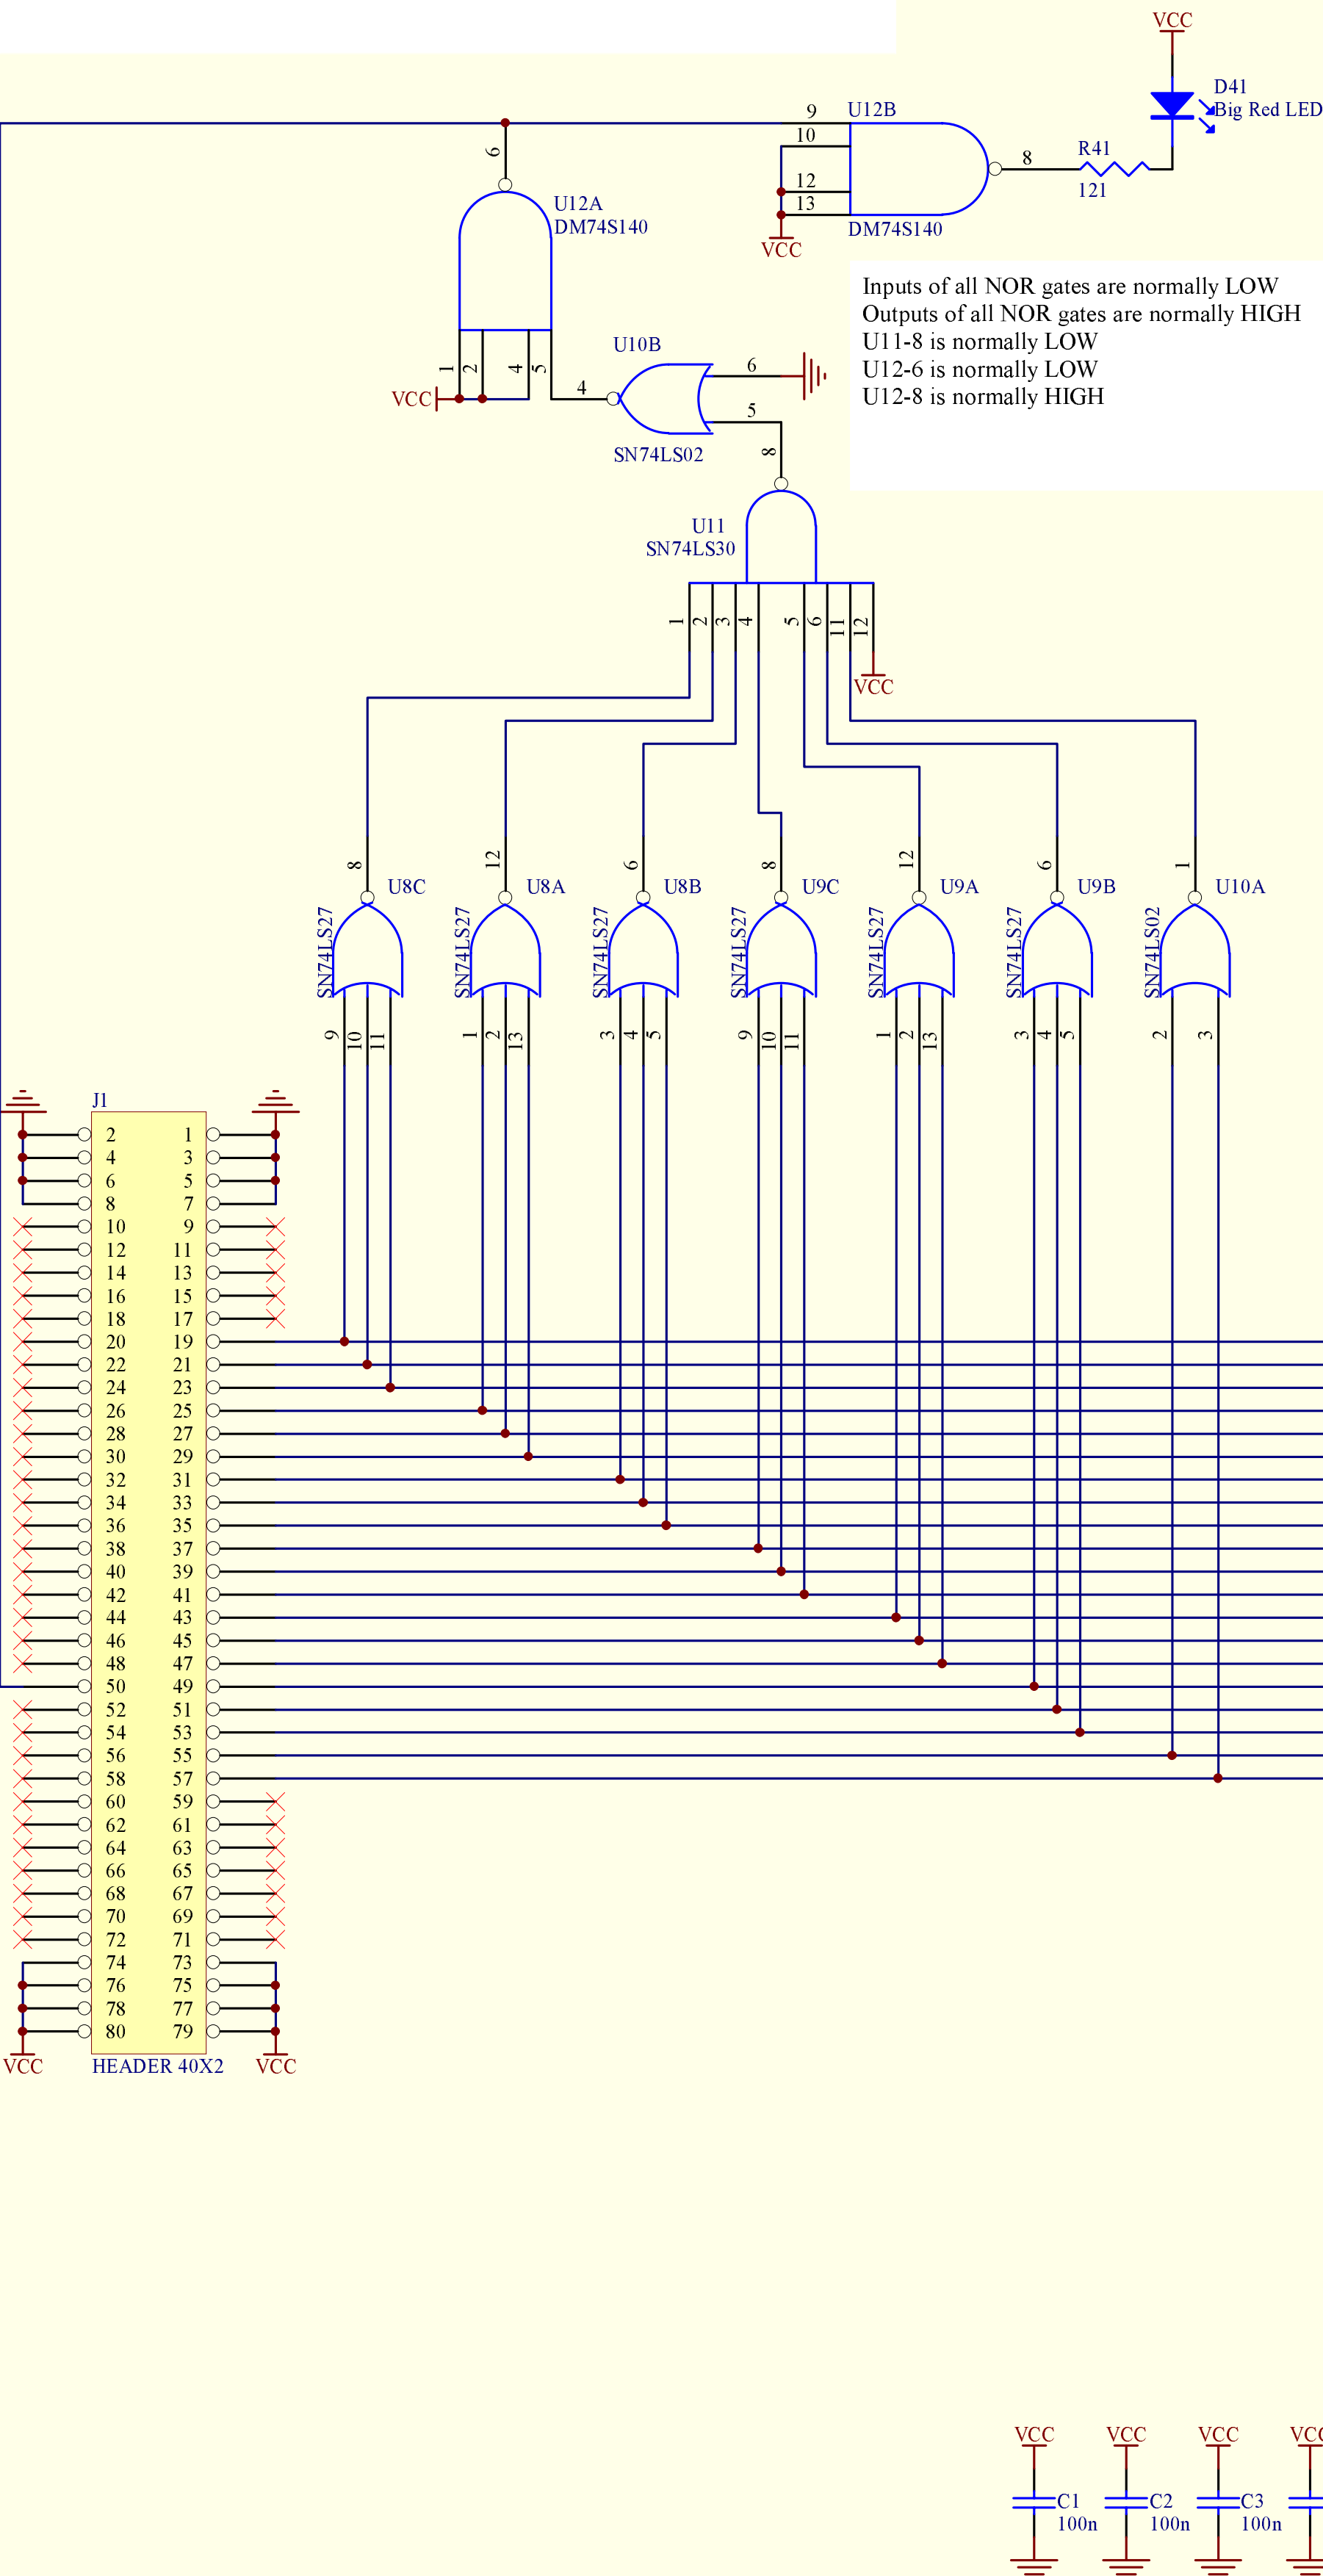 VCC
D41
Big Red LED
9
U12B
10
12
13
VCC
DM74S140
8
R41
121
6
U12A
DM74S140
Inputs of all NOR gates are normally LOW
Outputs of all NOR gates are normally HIGH
U11-8 is normally LOW
U12-6 is normally LOW
U12-8 is normally HIGH
1
2
4
5
VCC
U10B
4
6
5
SN74LS02
8
U11
SN74LS30
1
2
3
4
5
6
11
12
VCC
8
U8C
SN74LS27
12
U8A
SN74LS27
6
U8B
SN74LS27
8
U9C
SN74LS27
12
U9A
SN74LS27
6
U9B
SN74LS27
1
U10A
SN74LS02
9
10
11
1
2
13
3
4
5
9
10
11
1
2
13
3
4
5
2
3
J1
2 1
4 3
6 5
8 7
10 9
12 11
14 13
16 15
18 17
20 19
22 21
24 23
26 25
28 27
30 29
32 31
34 33
36 35
38 37
40 39
42 41
44 43
46 45
48 47
50 49
52 51
54 53
56 55
58 57
60 59
62 61
64 63
66 65
68 67
70 69
72 71
74 73
76 75
78 77
80 79
VCC
HEADER 40X2
VCC
VCC
C1
100n
VCC
C2
100n
VCC
C3
100n